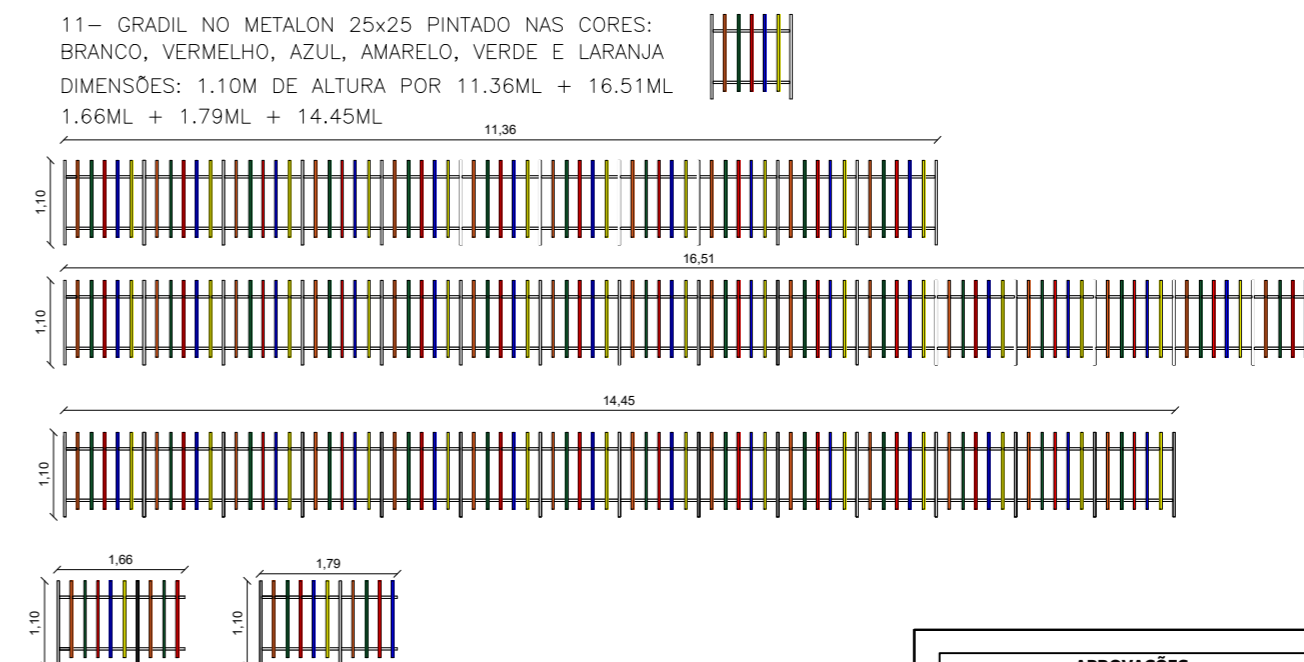 11- GRADIL NO METALON 25x25 PINTADO NAS CORES:
BRANCO, VERMELHO, AZUL, AMARELO, VERDE E LARANJA
DIMENSÕES: 1.10M DE ALTURA POR 11.36ML + 16.51ML
1.66ML + 1.79ML + 14.45ML
11,36
1,10
16,51
1,10
14,45
1,10
1,66
1,10
1,79
1,10
APROVAÇÕES